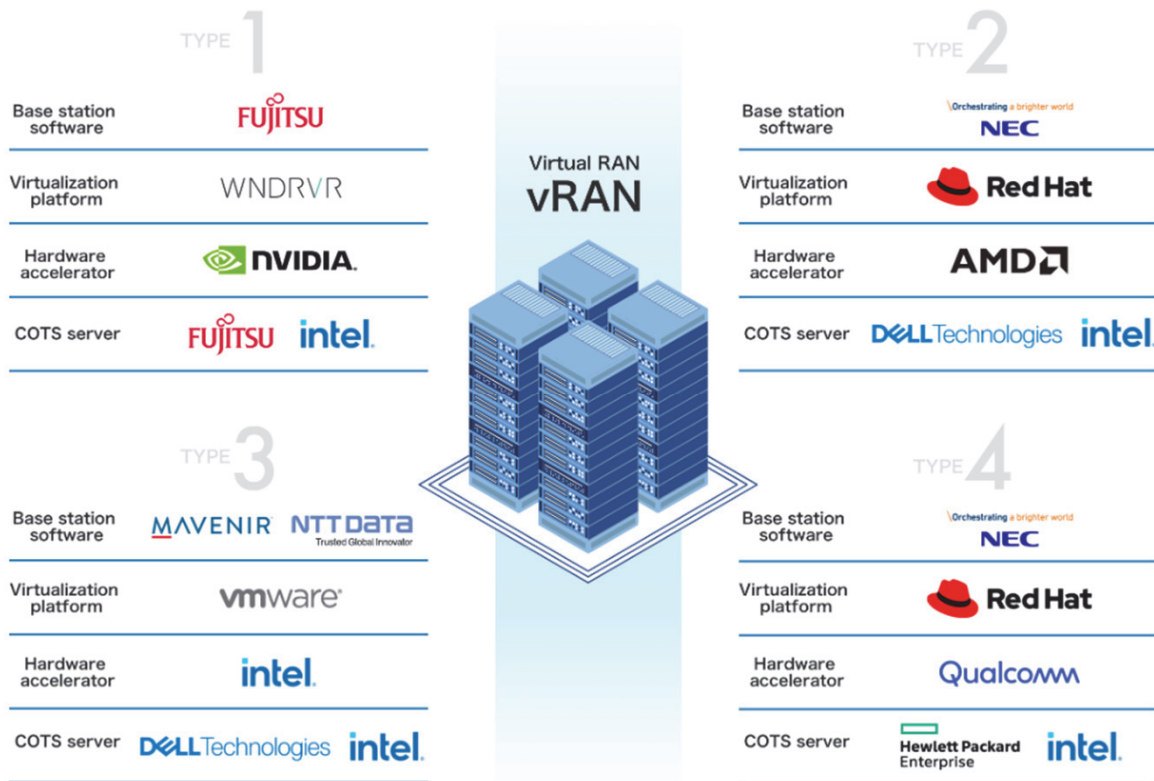 TYPE 1
Base station
software
FUJITSU
Virtualization
platform
WNDRVR
Hardware
accelerator
NVIDIA.
COTS server
FUJITSU intel.
Virtual RAN
vRAN
TYPE 2
Base station
software
\Orchestrating a brighter world
NEC
Virtualization
platform
Red Hat
Hardware
accelerator
AMD
COTS server
DELLTechnologies intel.
TYPE 3
Base station
software
MAVENIR NTT DATA
Trusted Global Innovator
Virtualization
platform
vmware®
Hardware
accelerator
intel.
COTS server
DELLTechnologies intel.
TYPE 4
Base station
software
\Orchestrating a brighter world
NEC
Virtualization
platform
Red Hat
Hardware
accelerator
Qualcomm
COTS server
Hewlett Packard
Enterprise
intel.